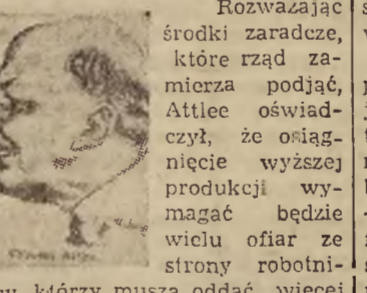 Rozważając
środki zaradcze,
które rząd za-
mierza podjąć,
Attlee oświad-
czył, że osiąg-
nięcie wyższej
produkcji wy-
magać będzie
wielu ofiar ze
strony robotni-
którzy muszą oddać więcej